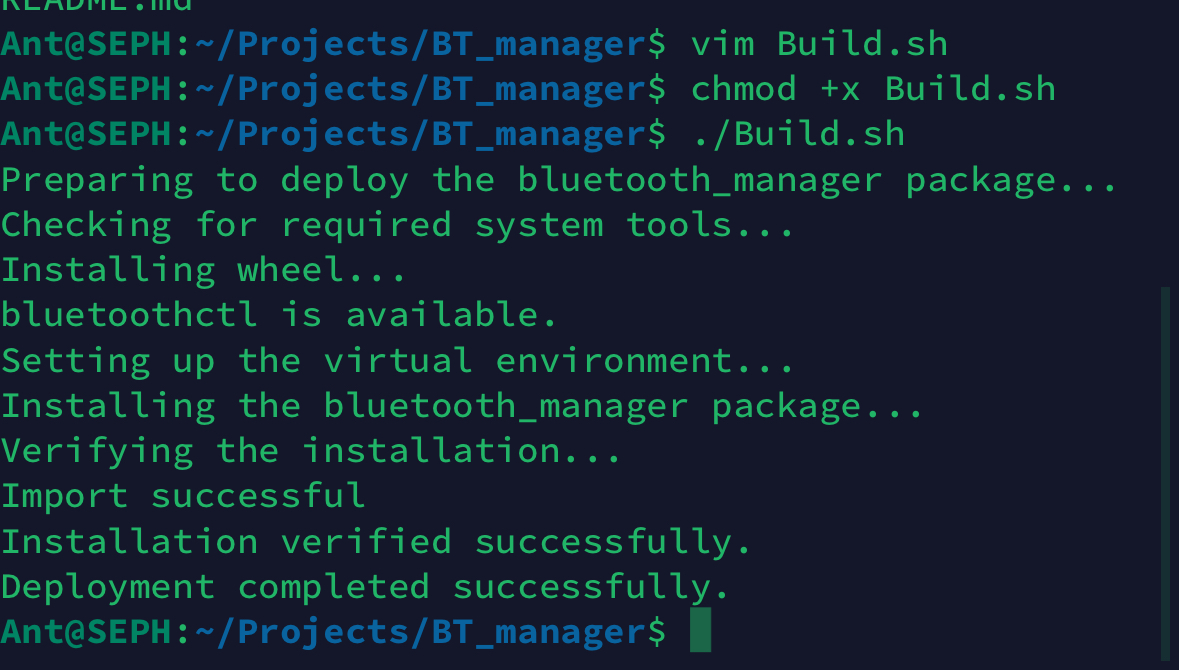 README.md
Ant@SEPH:~/Projects/BT_manager$ vim Build.sh
Ant@SEPH:~/Projects/BT_manager$ chmod +x Build.sh
Ant@SEPH:~/Projects/BT_manager$ ./Build.sh
Preparing to deploy the bluetooth_manager package...
Checking for required system tools...
Installing wheel...
bluetoothctl is available.
Setting up the virtual environment...
Installing the bluetooth_manager package...
Verifying the installation...
Import successful
Installation verified successfully.
Deployment completed successfully.
Ant@SEPH:~/Projects/BT_manager$